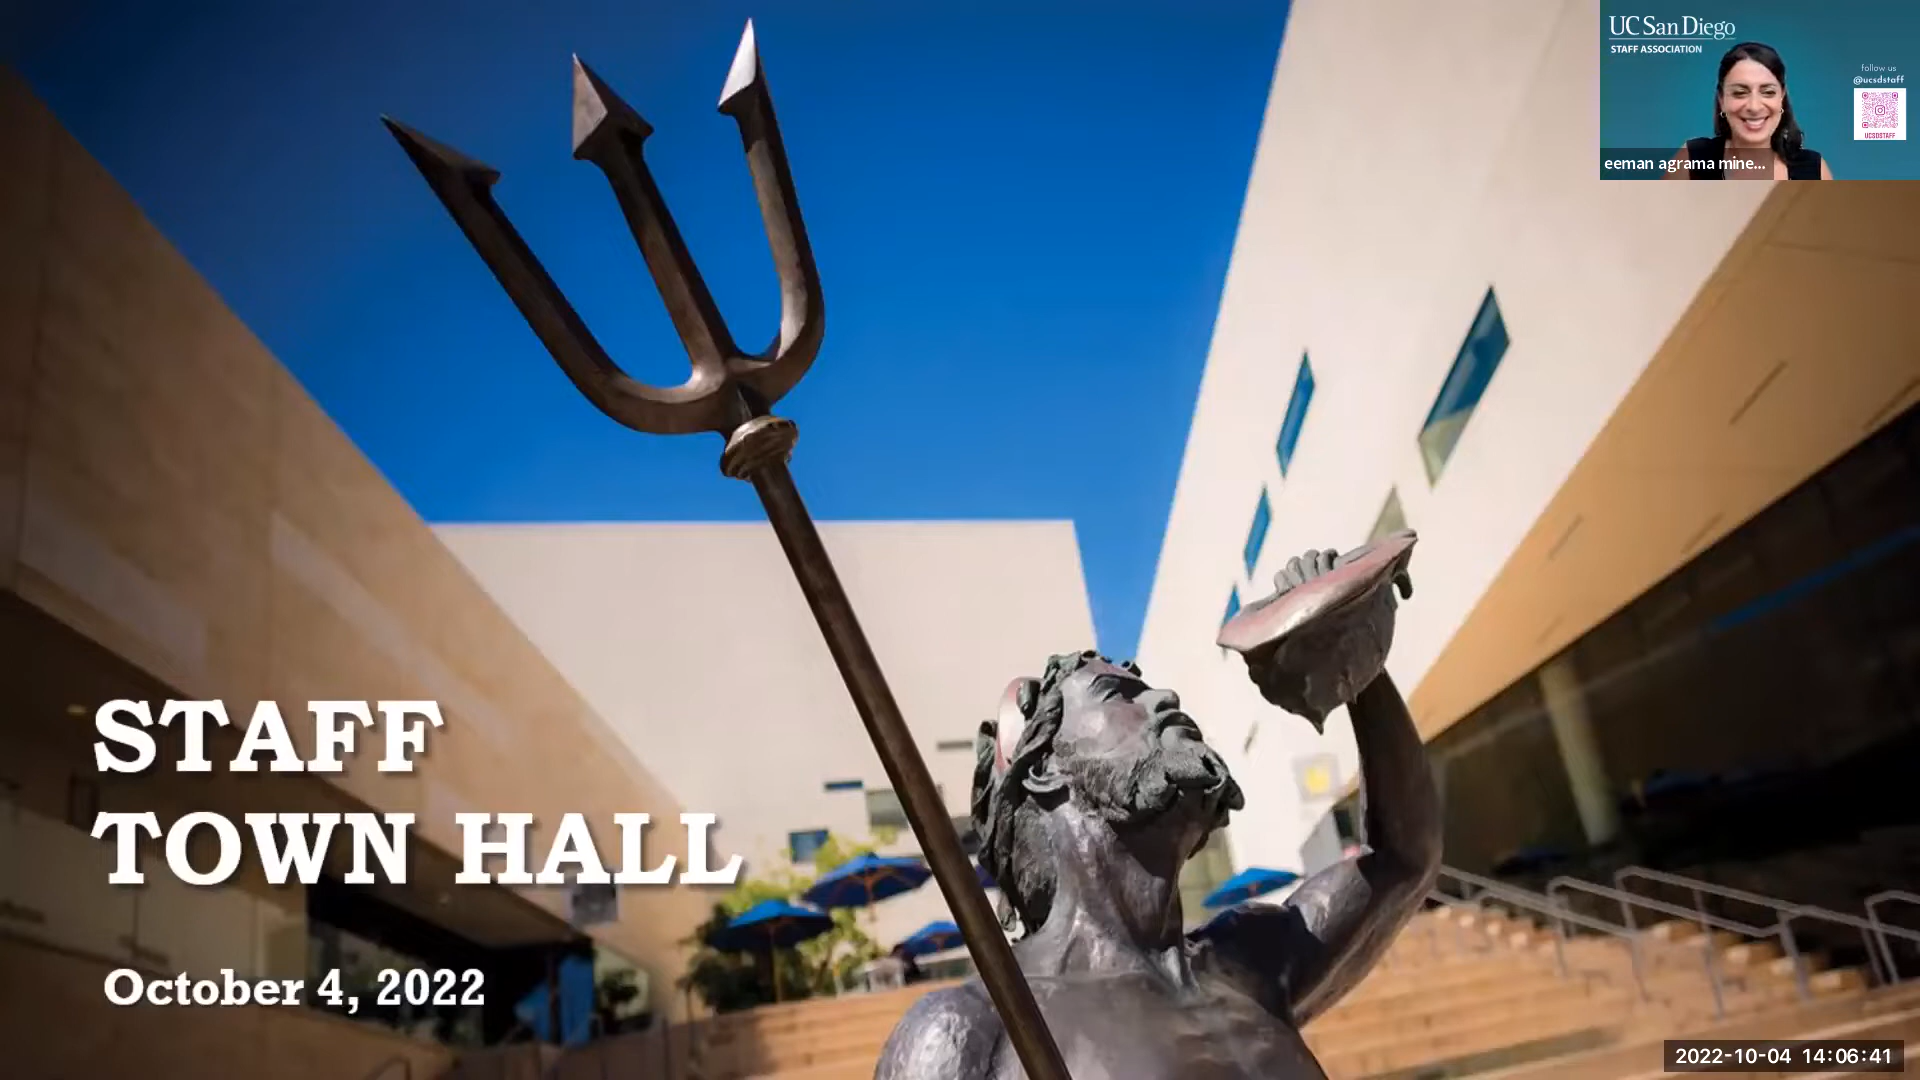 UC San Diego
STAFF ASSOCIATION
follow us
@ucsdstaff
UCSDSTAFF
eeman agrama mine...
STAFF
TOWN HALL
October 4, 2022
2022-10-04 14:06:41